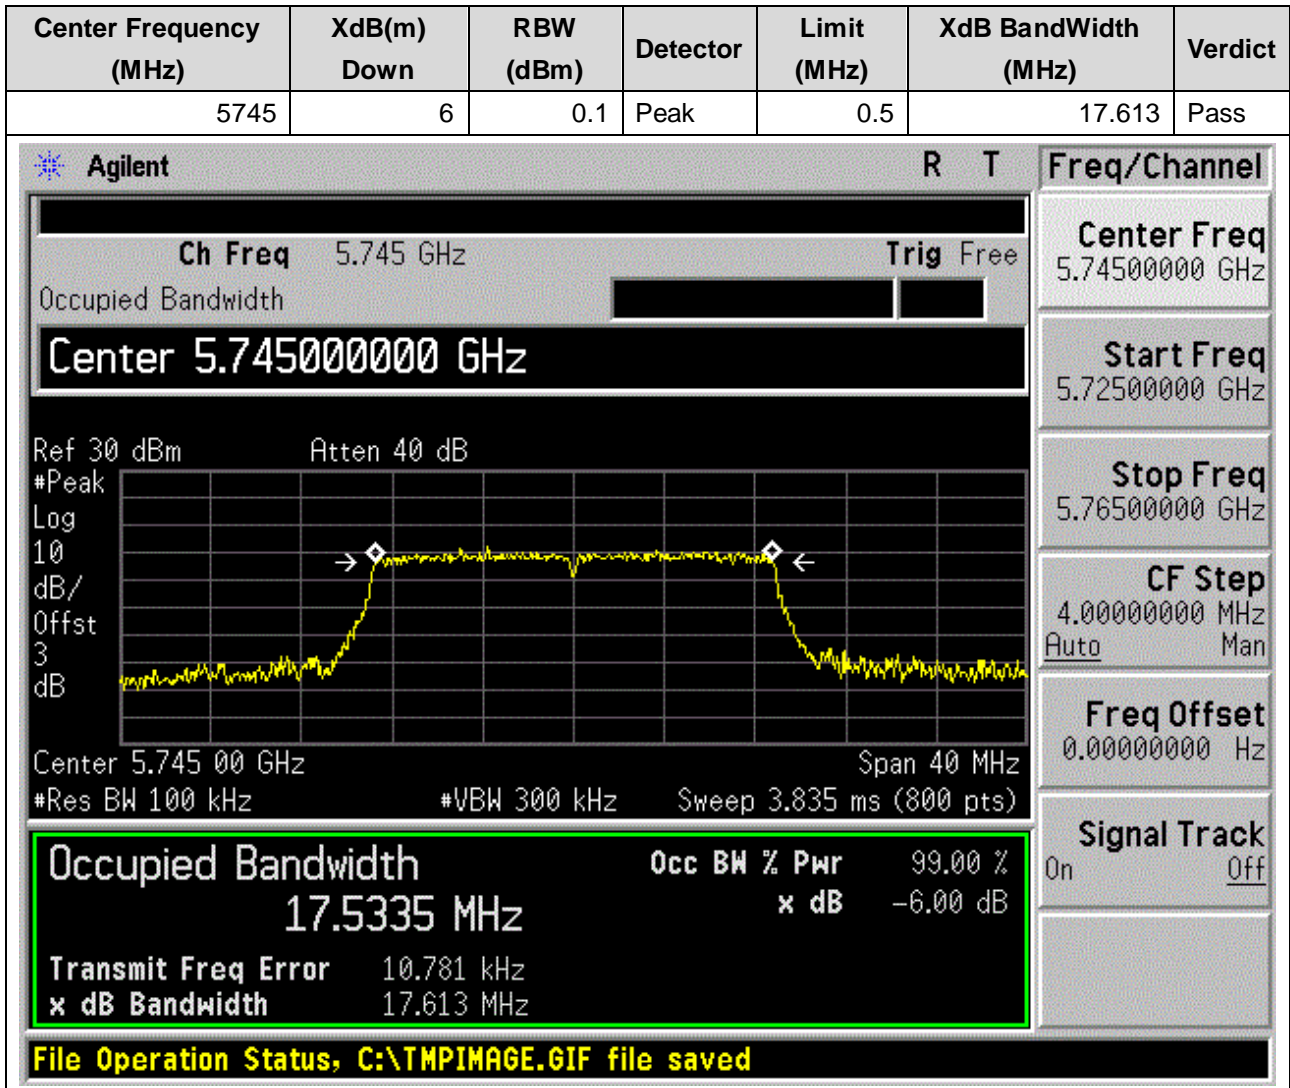 Center Frequency (MHz) XdB(m) Down RBW (dBm) Detector Limit (MHz) XdB BandWidth (MHz) Verdict
5745 6 0.1 Peak 0.5 17.613 Pass
Agilent R T Freq/Channel
Ch Freq 5.745 GHz Trig Free
Occupied Bandwidth
Center 5.745000000 GHz
Center Freq
5.74500000 GHz
Start Freq
5.72500000 GHz
Stop Freq
5.76500000 GHz
CF Step
4.00000000 MHz
Auto Man
Freq Offset
0.00000000 Hz
Signal Track
On Off
Ref 30 dBm Atten 40 dB
#Peak
Log
10
dB/
Offst
3
dB
Center 5.745 00 GHz Span 40 MHz
#Res BW 100 kHz #VBW 300 kHz Sweep 3.835 ms (800 pts)
Occupied Bandwidth Occ BW % Pwr 99.00 %
17.5335 MHz x dB -6.00 dB
Transmit Freq Error 10.781 kHz
x dB Bandwidth 17.613 MHz
File Operation Status, C:\TMPIMAGE.GIF file saved